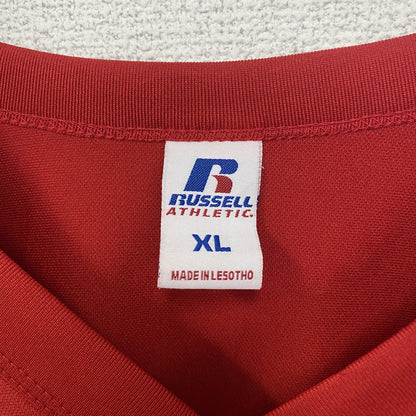 R
RUSSELL
ATHLETIC.
XL
MADE IN LESOTHO